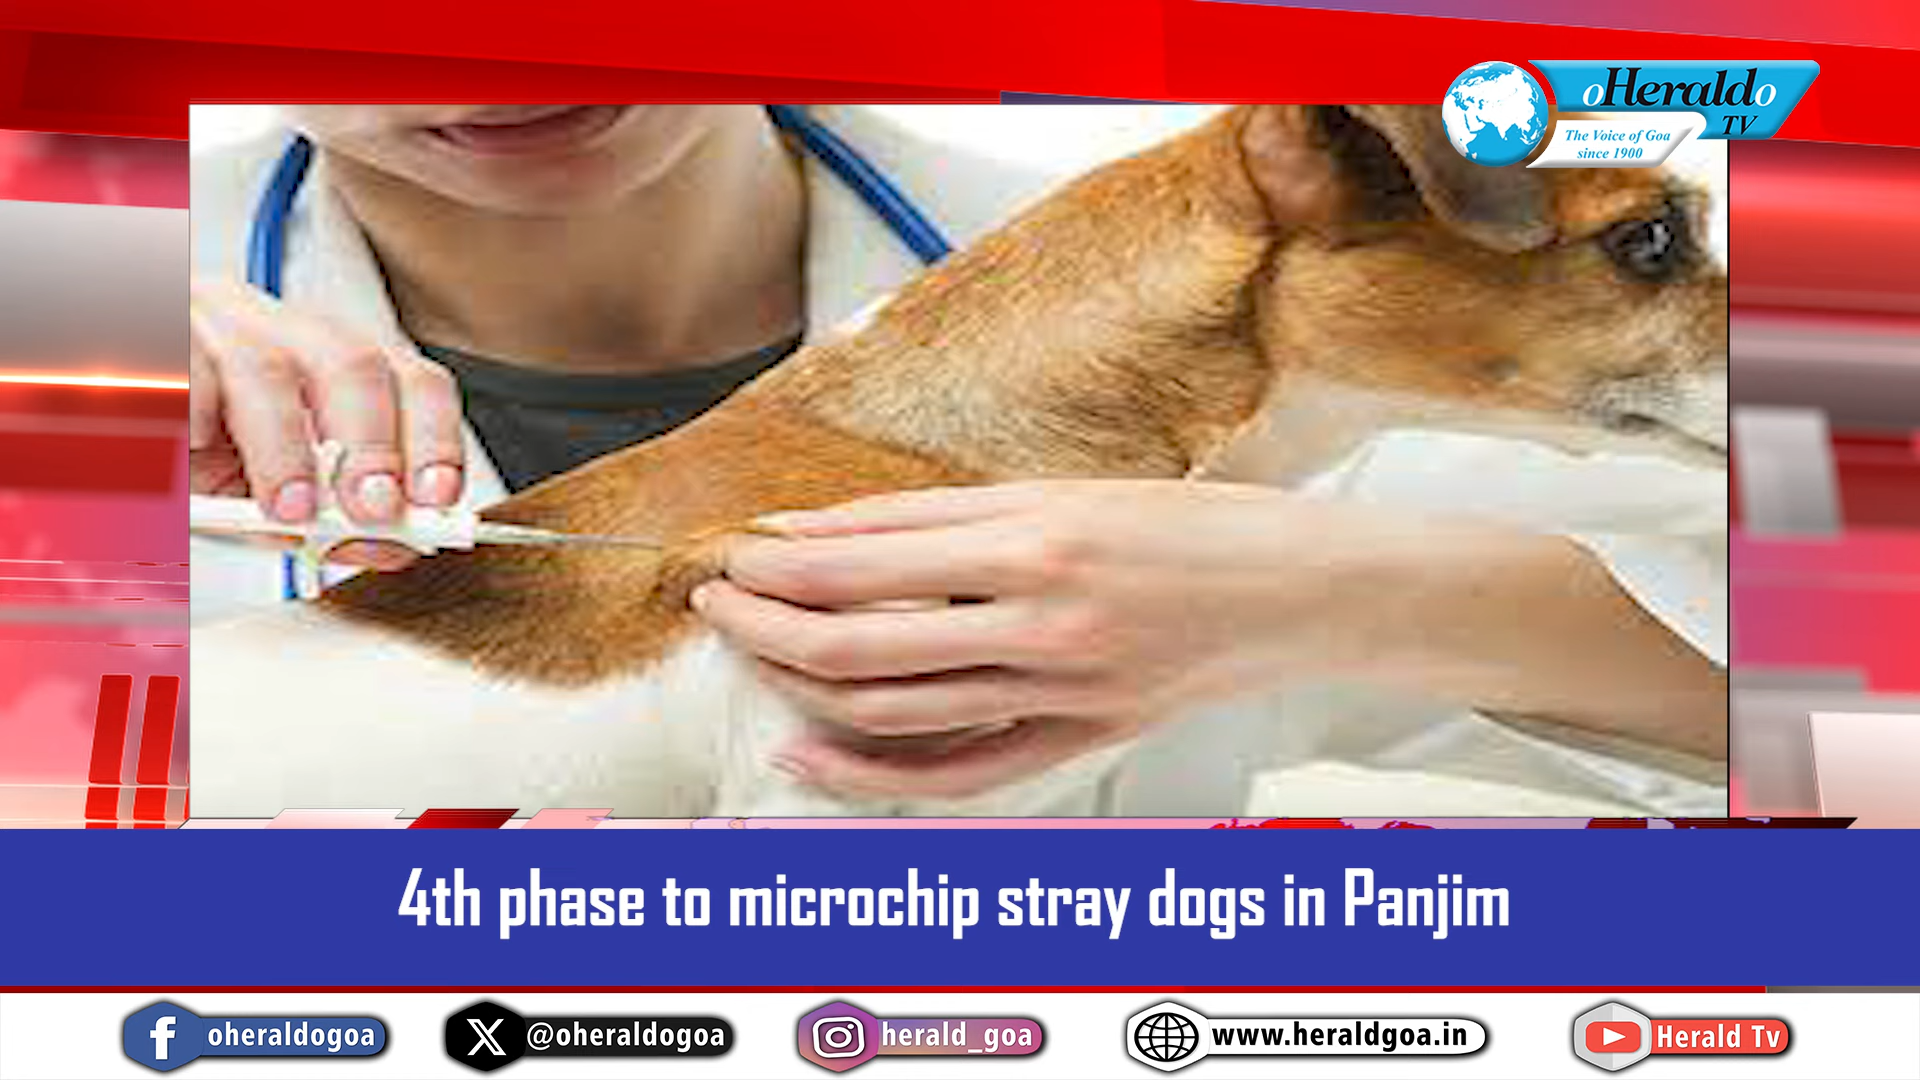 oHeraldo
TV
The Voice of Goa
since 1900
4th phase to microchip stray dogs in Panjim
oheraldogoa
@oheraldogoa
herald_goa
www.heraldgoa.in
Herald Tv